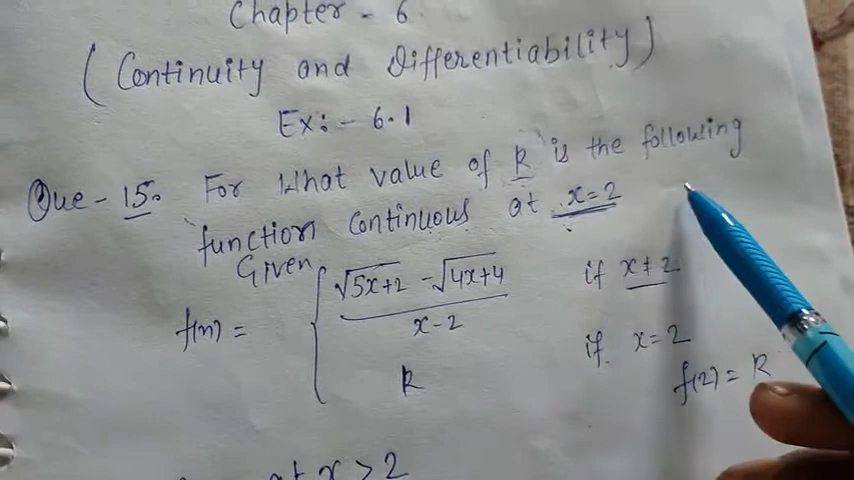 Chapter - 6
( Continuity and Differentiability )
Ex:- 6.1
Que - 15. For What value of k is the following
function continuous at x=2
Given
f(n) = { √5x+2 - √4x+4 / x-2 if x ≠ 2
k if x=2
f(2) = k
at x > 2